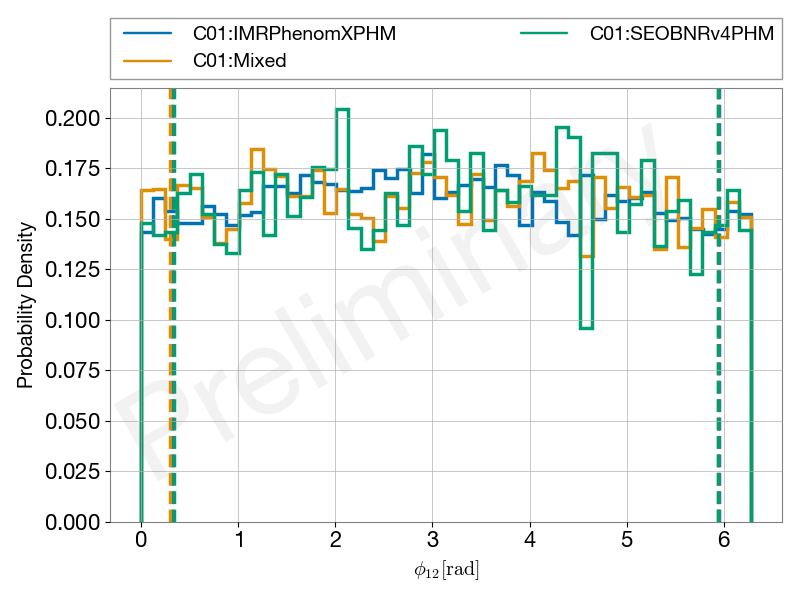 C01:IMRPhenomXPHM C01:SEOBNRv4PHM
C01:Mixed
0.200
0.175
0.150
0.125
0.100
0.075
0.050
0.025
0.000
Probability Density
Preliminary
0 1 2 3 4 5 6
ϕ₁₂[rad]